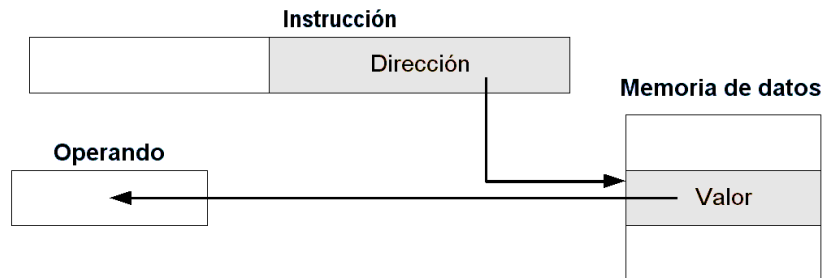 Instrucción
Dirección
Memoria de datos
Operando
Valor